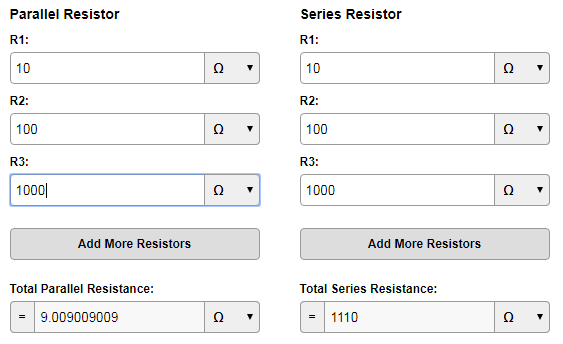 Parallel Resistor
R1:
10 Ω ▼
R2:
100 Ω ▼
R3:
1000 Ω ▼
Add More Resistors
Total Parallel Resistance:
= 9.009009009 Ω ▼
Series Resistor
R1:
10 Ω ▼
R2:
100 Ω ▼
R3:
1000 Ω ▼
Add More Resistors
Total Series Resistance:
= 1110 Ω ▼